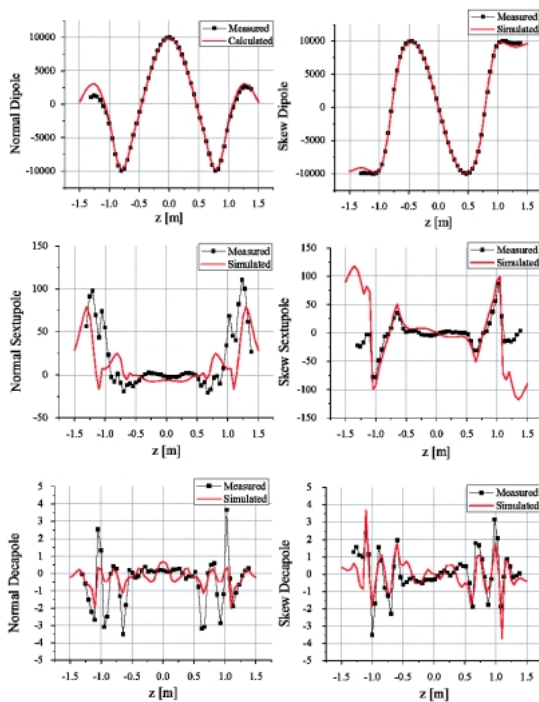 Normal Dipole
10000
5000
0
-5000
-10000
Measured
Calculated
-1.5 -1.0 -0.5 0.0 0.5 1.0 1.5
z [m]
Skew Dipole
10000
5000
0
-5000
-10000
Measured
Simulated
-1.5 -1.0 -0.5 0.0 0.5 1.0 1.5
z [m]
Normal Sextupole
150
100
50
0
-50
Measured
Simulated
-1.5 -1.0 -0.5 0.0 0.5 1.0 1.5
z [m]
Skew Sextupole
150
100
50
0
-50
-100
-150
Measured
Simulated
-1.5 -1.0 -0.5 0.0 0.5 1.0 1.5
z [m]
Normal Decapole
5
4
3
2
1
0
-1
-2
-3
-4
-5
Measured
Simulated
-1.5 -1.0 -0.5 0.0 0.5 1.0 1.5
z [m]
Skew Decapole
5
4
3
2
1
0
-1
-2
-3
-4
-5
Measured
Simulated
-1.5 -1.0 -0.5 0.0 0.5 1.0 1.5
z [m]